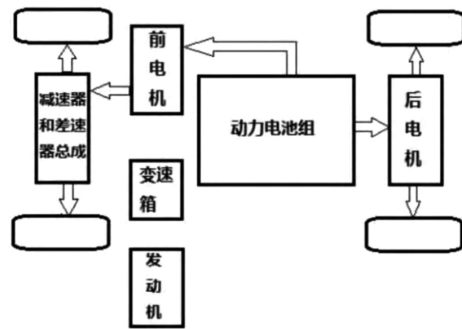 前
电
机
减速器
和差速
器总成
动力电池组
后
电
机
变速
箱
发
动
机